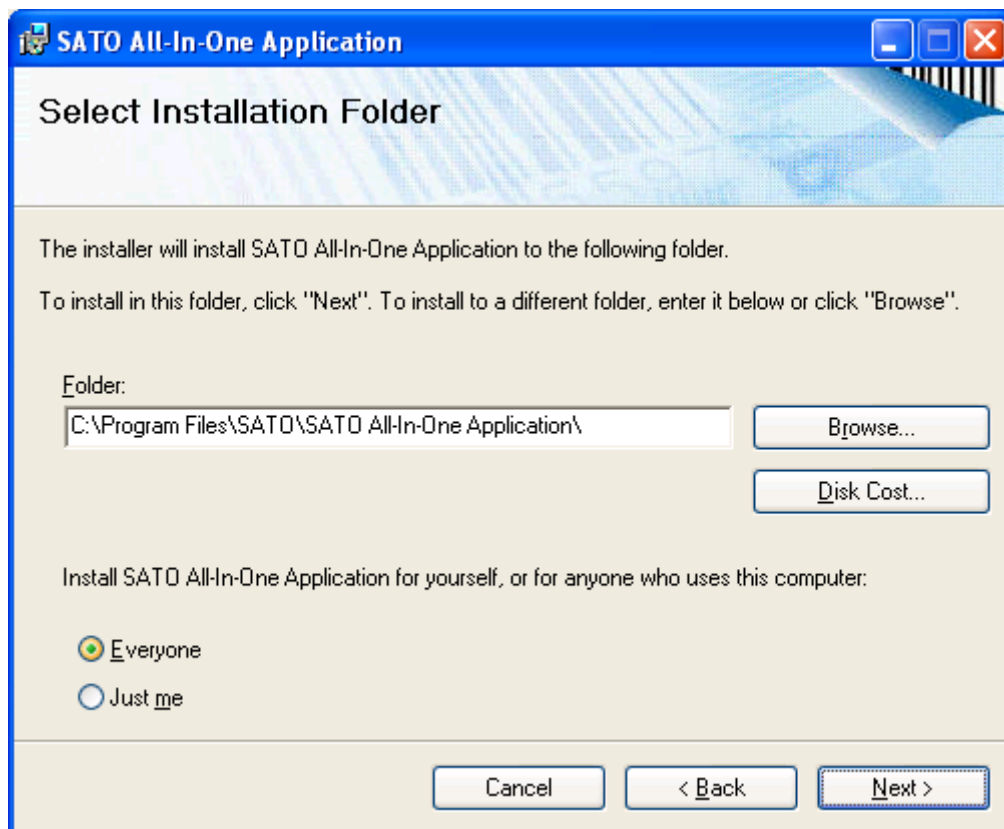 SATO All-In-One Application
Select Installation Folder
The installer will install SATO All-In-One Application to the following folder.
To install in this folder, click "Next". To install to a different folder, enter it below or click "Browse".
Folder:
C:\Program Files\SATO\SATO All-In-One Application\
Browse...
Disk Cost...
Install SATO All-In-One Application for yourself, or for anyone who uses this computer:
Everyone
Just me
Cancel
< Back
Next >